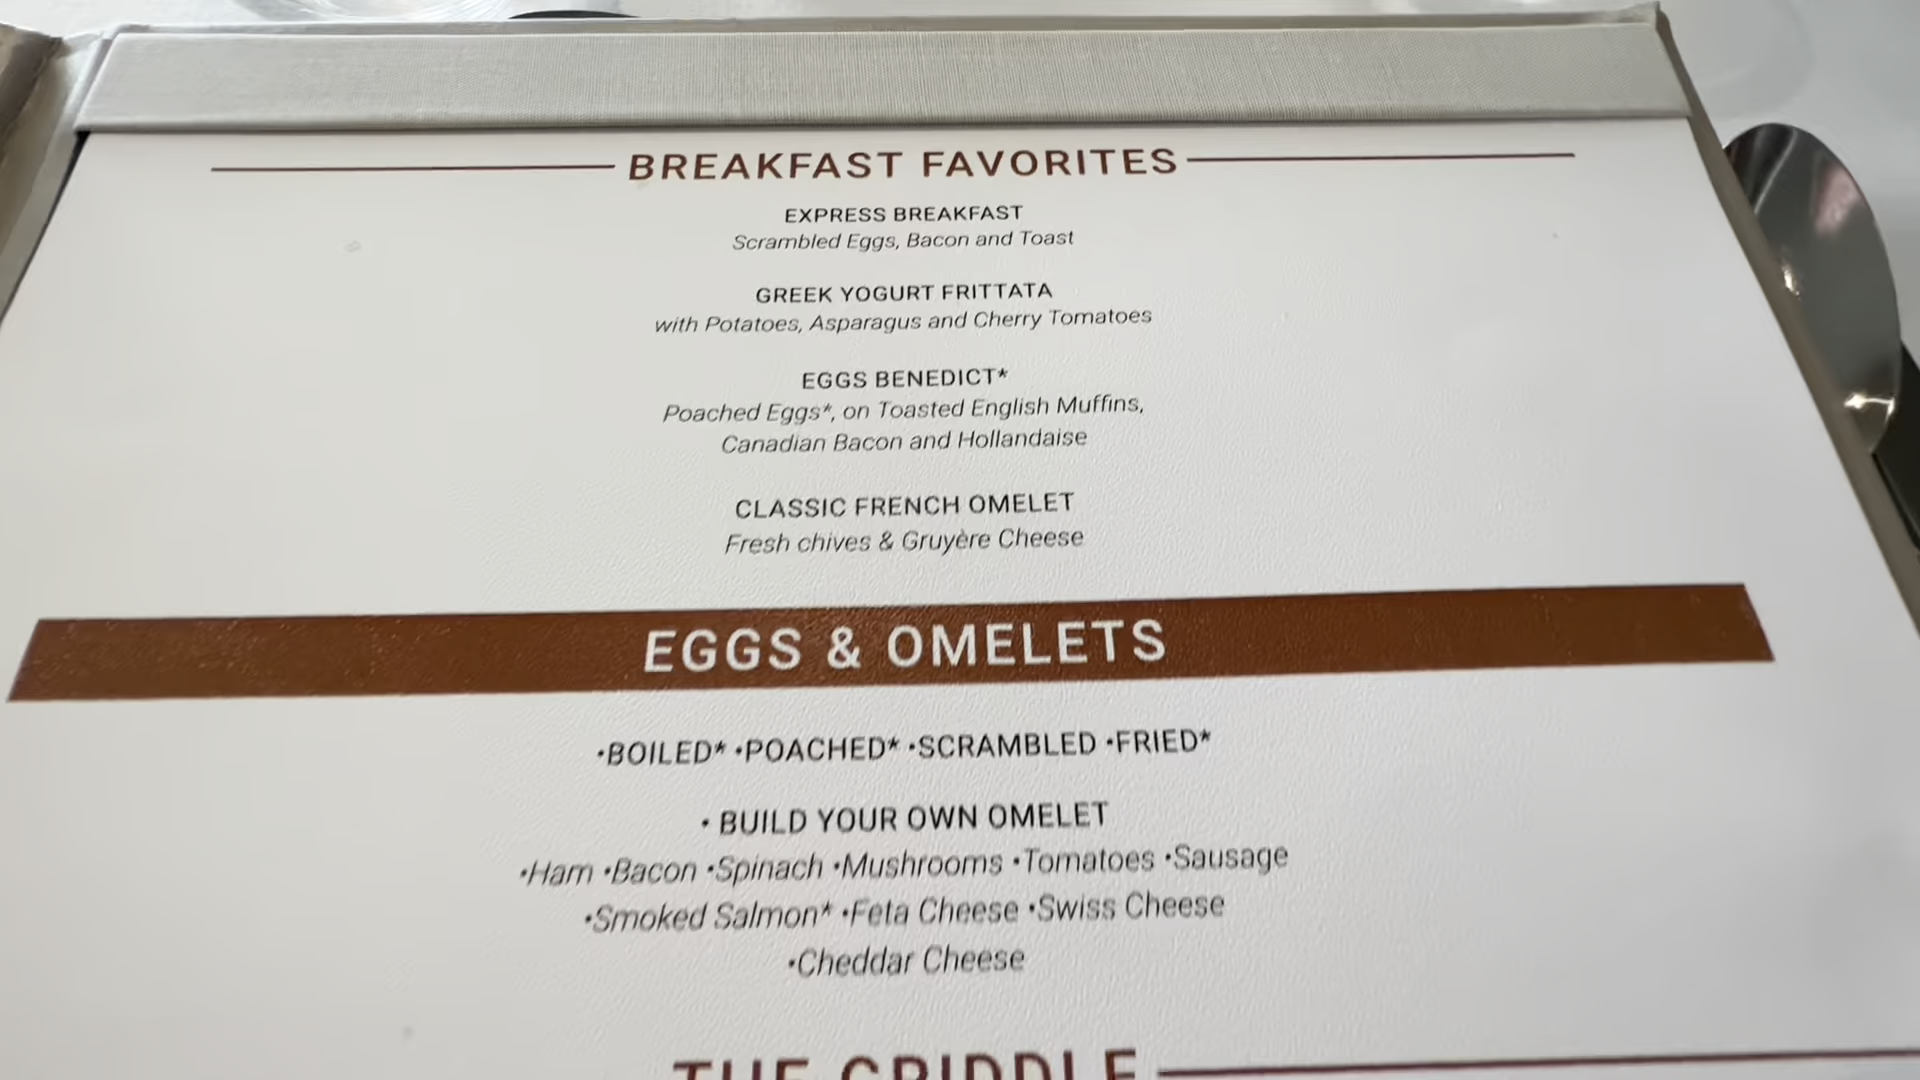 BREAKFAST FAVORITES
EXPRESS BREAKFAST
Scrambled Eggs, Bacon and Toast
GREEK YOGURT FRITTATA
with Potatoes, Asparagus and Cherry Tomatoes
EGGS BENEDICT*
Poached Eggs*, on Toasted English Muffins,
Canadian Bacon and Hollandaise
CLASSIC FRENCH OMELET
Fresh chives & Gruyère Cheese
EGGS & OMELETS
•BOILED* •POACHED* •SCRAMBLED •FRIED*
• BUILD YOUR OWN OMELET
•Ham •Bacon •Spinach •Mushrooms •Tomatoes •Sausage
•Smoked Salmon* •Feta Cheese •Swiss Cheese
•Cheddar Cheese
THE GRIDDLE